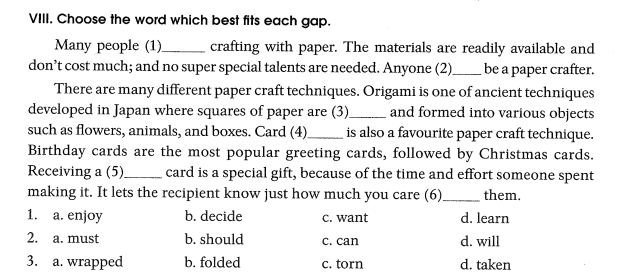 VIII. Choose the word which best fits each gap.
Many people (1)______ crafting with paper. The materials are readily available and
don't cost much; and no super special talents are needed. Anyone (2)____ be a paper crafter.
There are many different paper craft techniques. Origami is one of ancient techniques
developed in Japan where squares of paper are (3)_____ and formed into various objects
such as flowers, animals, and boxes. Card (4)_____ is also a favourite paper craft technique.
Birthday cards are the most popular greeting cards, followed by Christmas cards.
Receiving a (5)_____ card is a special gift, because of the time and effort someone spent
making it. It lets the recipient know just how much you care (6)_____ them.
1. a. enjoy b. decide c. want d. learn
2. a. must b. should c. can d. will
3. a. wrapped b. folded c. torn d. taken